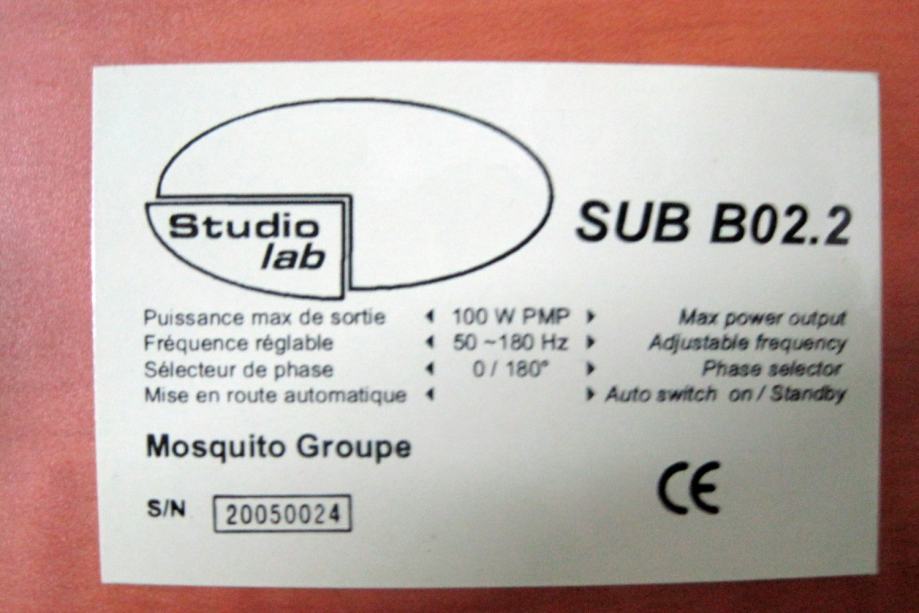 Studio
lab
SUB B02.2
Puissance max de sortie 100 W PMP Max power output
Fréquence réglable 50 ~180 Hz Adjustable frequency
Sélecteur de phase 0 / 180° Phase selector
Mise en route automatique Auto switch on / Standby
Mosquito Groupe
CE
S/N 20050024